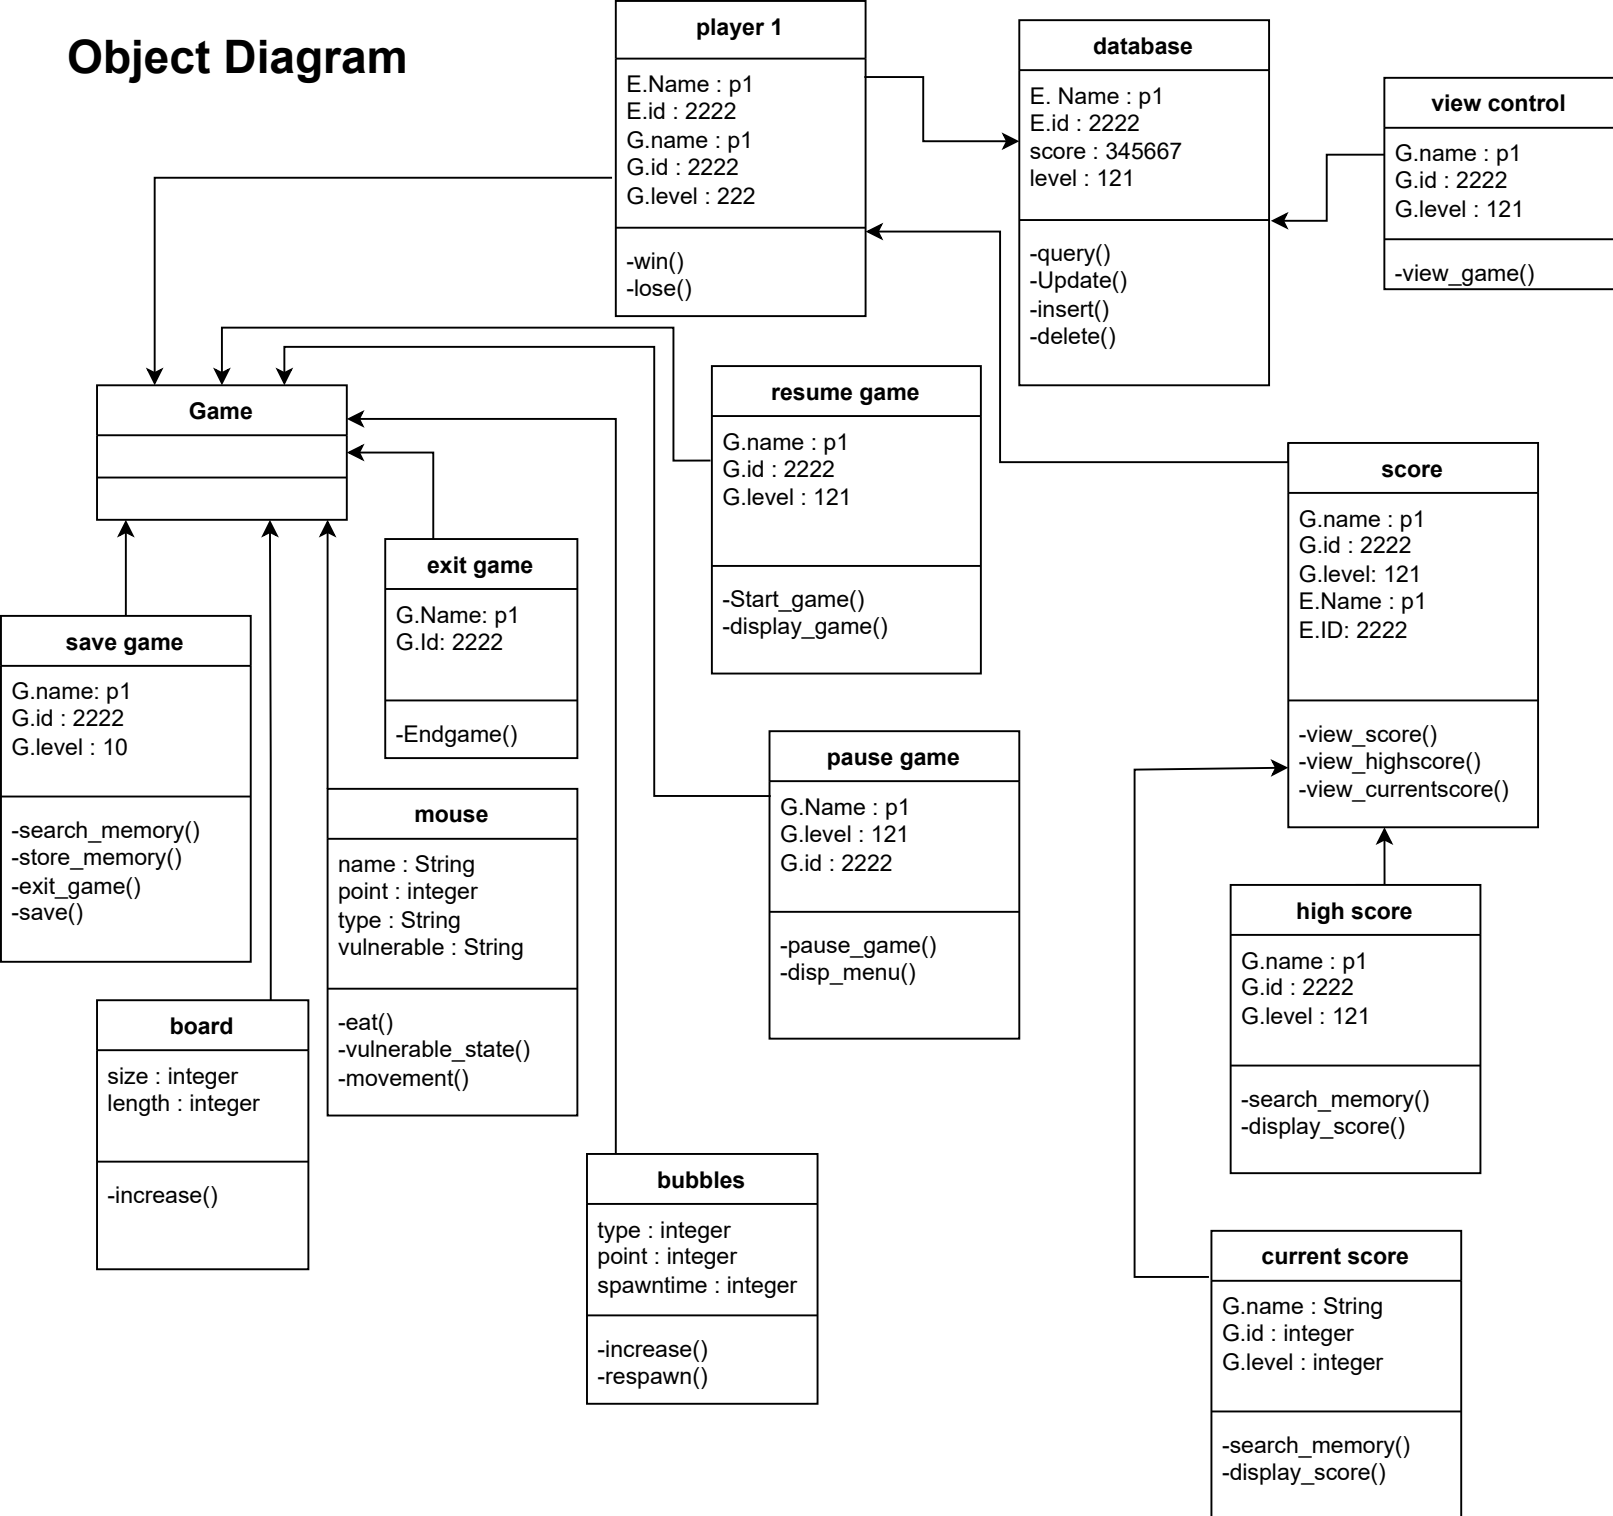 Object Diagram
player 1
E.Name : p1
E.id : 2222
G.name : p1
G.id : 2222
G.level : 222
-win()
-lose()
database
E. Name : p1
E.id : 2222
score : 345667
level : 121
-query()
-Update()
-insert()
-delete()
view control
G.name : p1
G.id : 2222
G.level : 121
-view_game()
Game
resume game
G.name : p1
G.id : 2222
G.level : 121
-Start_game()
-display_game()
score
G.name : p1
G.id : 2222
G.level: 121
E.Name : p1
E.ID: 2222
-view_score()
-view_highscore()
-view_currentscore()
exit game
G.Name: p1
G.Id: 2222
-Endgame()
save game
G.name: p1
G.id : 2222
G.level : 10
-search_memory()
-store_memory()
-exit_game()
-save()
pause game
G.Name : p1
G.level : 121
G.id : 2222
-pause_game()
-disp_menu()
mouse
name : String
point : integer
type : String
vulnerable : String
-eat()
-vulnerable_state()
-movement()
high score
G.name : p1
G.id : 2222
G.level : 121
-search_memory()
-display_score()
board
size : integer
length : integer
-increase()
bubbles
type : integer
point : integer
spawntime : integer
-increase()
-respawn()
current score
G.name : String
G.id : integer
G.level : integer
-search_memory()
-display_score()